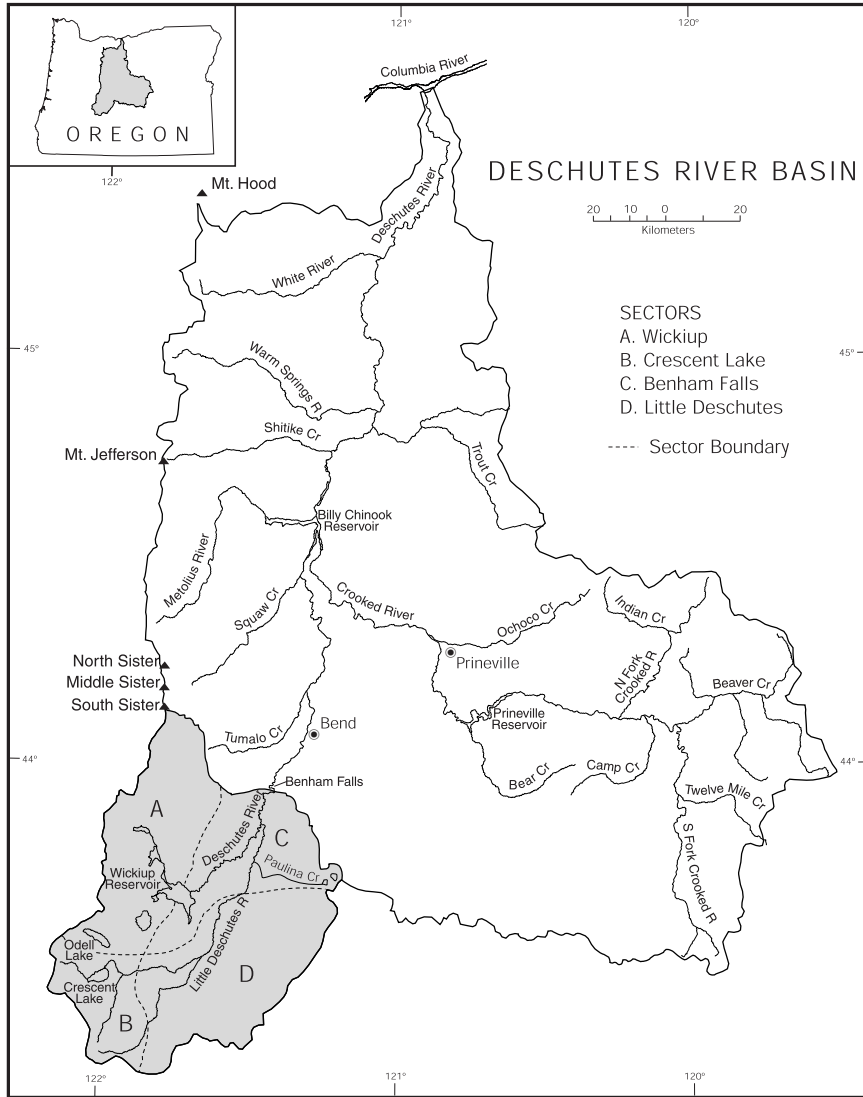 121°
120°
Columbia River
OREGON
122°
Mt. Hood
DESCHUTES RIVER BASIN
20 10 0 20
Kilometers
Deschutes River
White River
SECTORS
A. Wickiup
B. Crescent Lake
C. Benham Falls
D. Little Deschutes
Sector Boundary
45°
45°
Warm Springs R
Shitike Cr
Mt. Jefferson
Trout Cr
Billy Chinook
Reservoir
Metolius River
Squaw Cr
Crooked River
Ochoco Cr
Indian Cr
North Sister
Middle Sister
South Sister
Prineville
N Fork
Crooked R
Beaver Cr
Prineville
Reservoir
Tumalo Cr
Bend
44°
44°
Bear Cr
Camp Cr
Benham Falls
Twelve Mile Cr
A
Deschutes River
C
S Fork Crooked R
Wickiup
Reservoir
Paulina Cr
Odell
Lake
Little Deschutes R
D
Crescent
Lake
B
122°
121°
120°